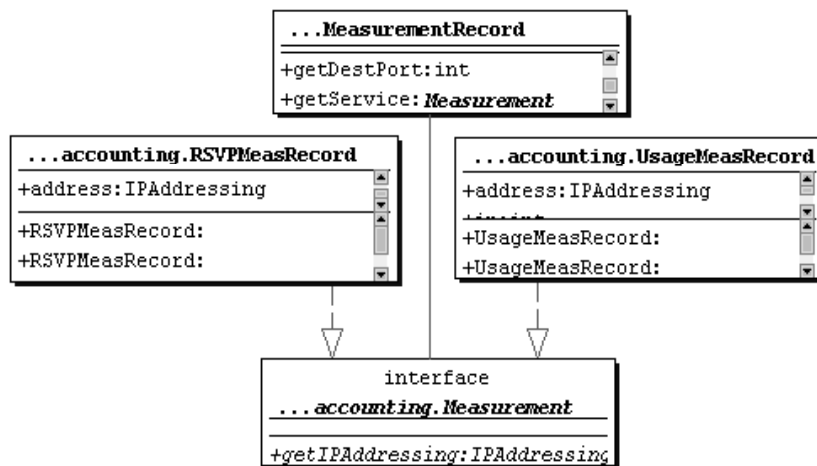 ...MeasurementRecord
+getDestPort:int
+getService:Measurement
...accounting.RSVPMeasRecord
+address:IPAddressing
+RSVPMeasRecord:
+RSVPMeasRecord:
...accounting.UsageMeasRecord
+address:IPAddressing
+UsageMeasRecord:
+UsageMeasRecord:
interface
...accounting.Measurement
+getIPAddressing:IPAddressing